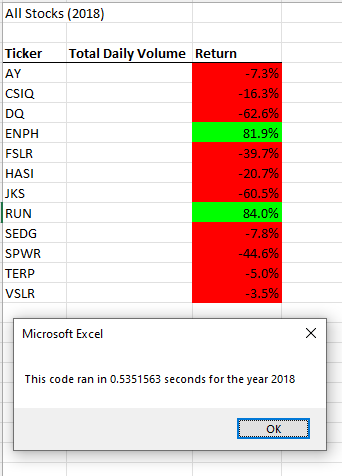 All Stocks (2018)
Ticker Total Daily Volume Return
AY -7.3%
CSIQ -16.3%
DQ -62.6%
ENPH 81.9%
FSLR -39.7%
HASI -20.7%
JKS -60.5%
RUN 84.0%
SEDG -7.8%
SPWR -44.6%
TERP -5.0%
VSLR -3.5%
Microsoft Excel
This code ran in 0.5351563 seconds for the year 2018
OK